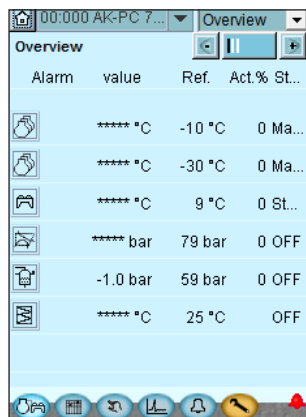 00:000 AK-PC 7... Overview
Overview
Alarm value Ref. Act.% St...
***** °C -10 °C 0 Ma...
***** °C -30 °C 0 Ma...
***** °C 9 °C 0 St...
***** bar 79 bar 0 OFF
-1.0 bar 59 bar 0 OFF
***** °C 25 °C OFF